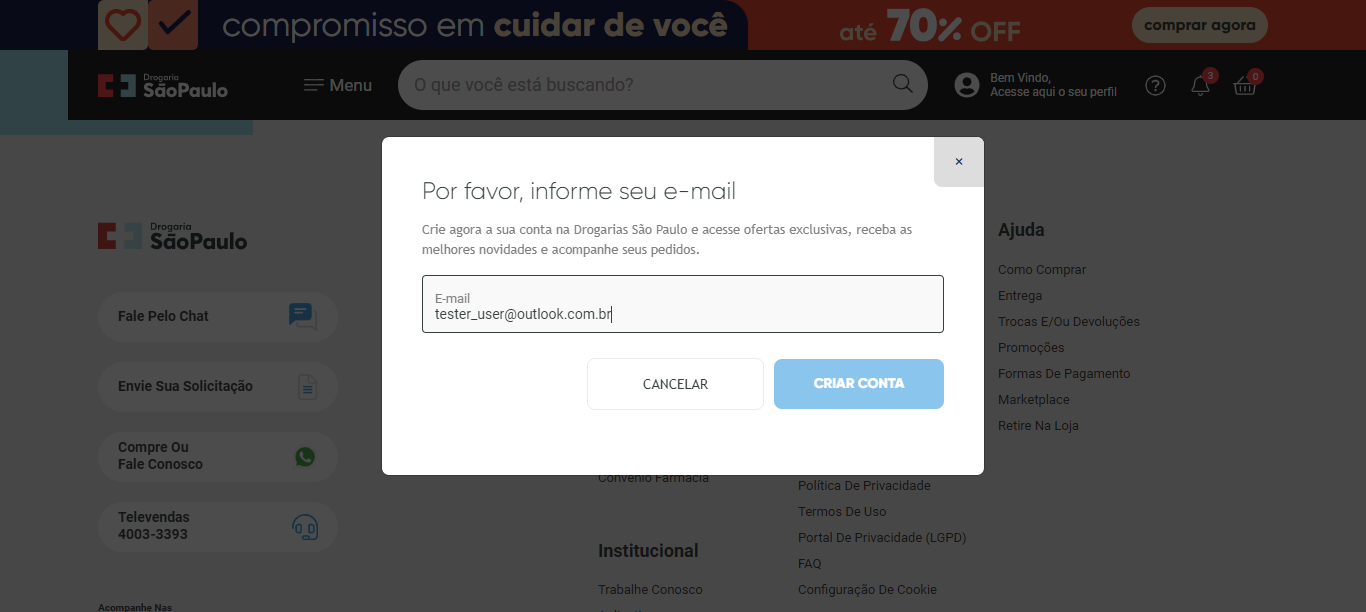 compromisso em cuidar de você
até 70% OFF
comprar agora
Drogaria
SãoPaulo
Menu
O que você está buscando?
Bem Vindo,
Acesse aqui o seu perfil
?
3
0
×
Por favor, informe seu e-mail
Crie agora a sua conta na Drogarias São Paulo e acesse ofertas exclusivas, receba as
melhores novidades e acompanhe seus pedidos.
E-mail
tester_user@outlook.com.br
CANCELAR
CRIAR CONTA
Drogaria
SãoPaulo
Fale Pelo Chat
Envie Sua Solicitação
Compre Ou
Fale Conosco
Televendas
4003-3393
Acompanhe Nas
Convênio Farmácia
Institucional
Trabalhe Conosco
Política De Privacidade
Termos De Uso
Portal De Privacidade (LGPD)
FAQ
Configuração De Cookie
Ajuda
Como Comprar
Entrega
Trocas E/Ou Devoluções
Promoções
Formas De Pagamento
Marketplace
Retire Na Loja